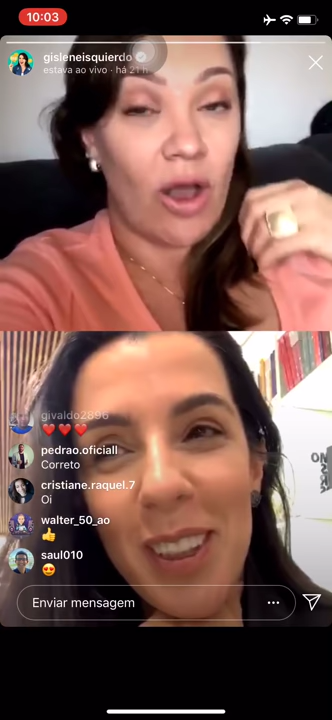 10:03
gisleneisquierdo
estava ao vivo · há 21 h
givaldo2896
❤️❤️❤️
pedrao.oficiall
Correto
cristiane.raquel.7
Oi
walter_50_ao
👍
saul010
😍
Enviar mensagem
ON